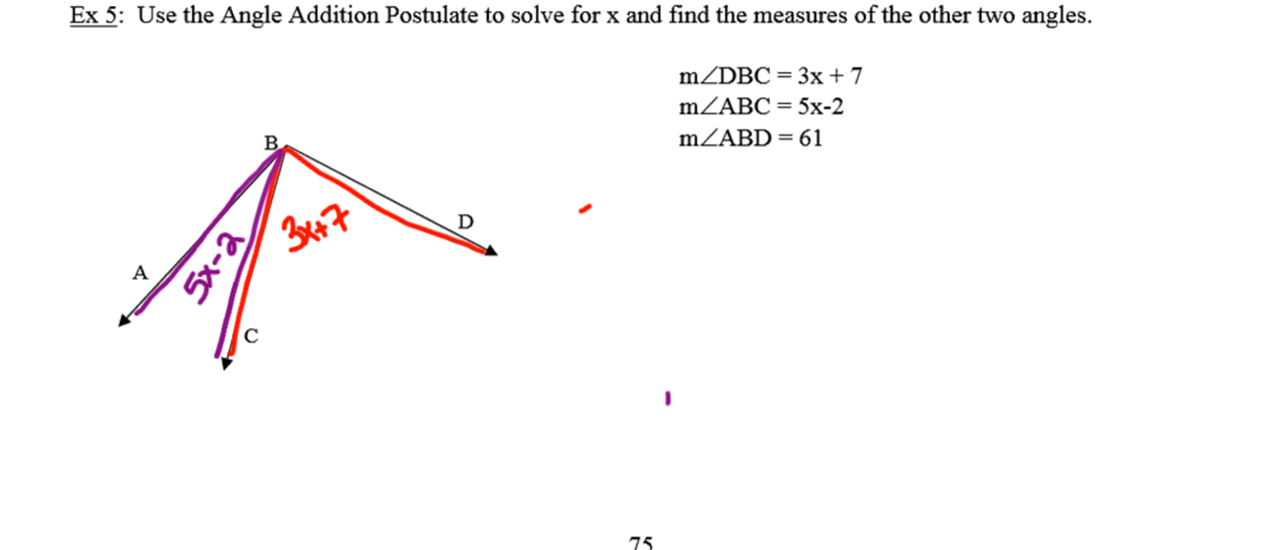 Ex 5: Use the Angle Addition Postulate to solve for x and find the measures of the other two angles.
m∠DBC = 3x + 7
m∠ABC = 5x-2
m∠ABD = 61
B
D
3x+7
A
5x-2
C
75